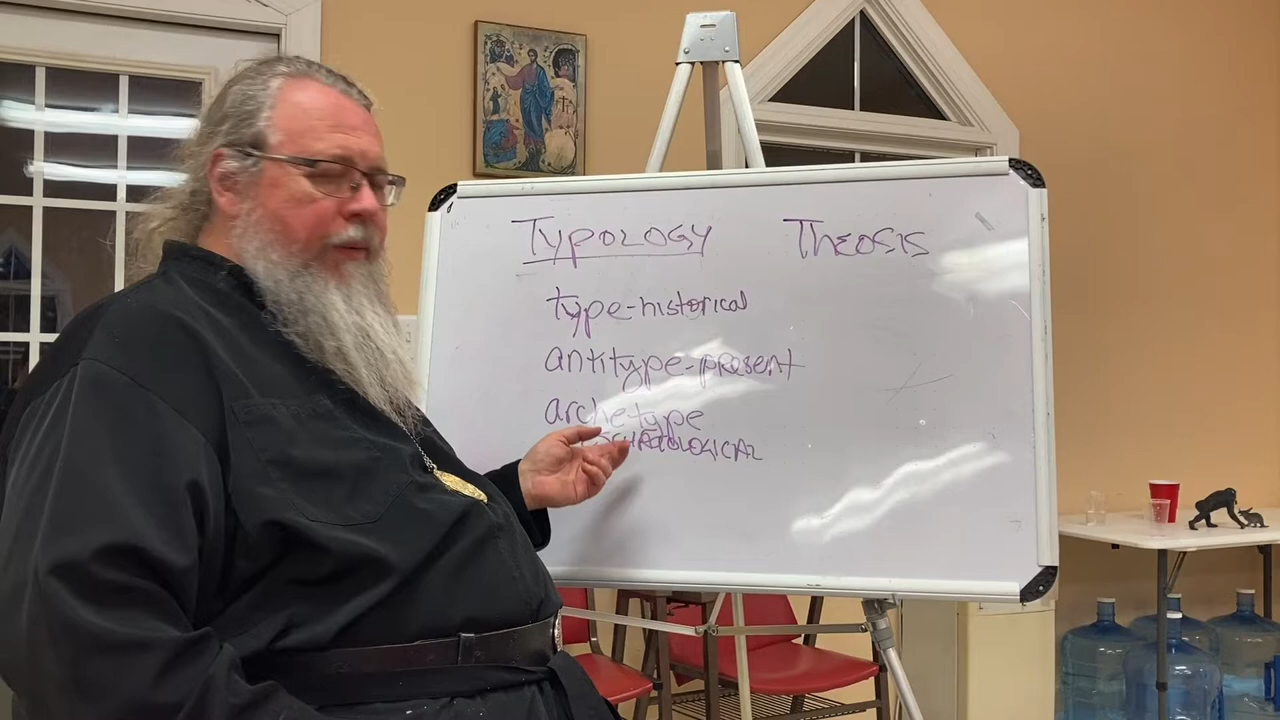 TYPOLOGY THEOSIS
type-historical
antitype-present
archetype
ESCHATOLOGICAL